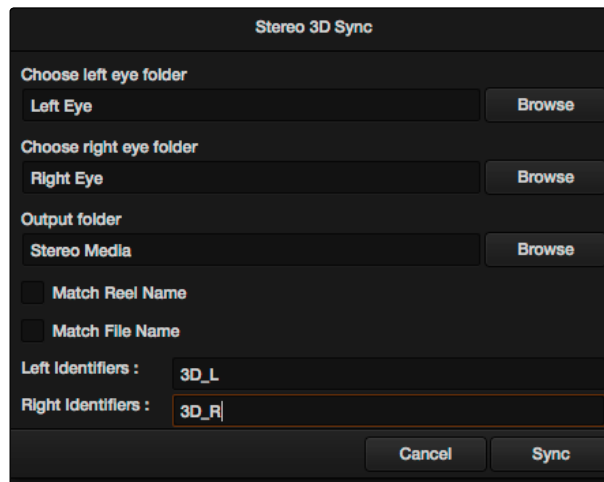 Stereo 3D Sync
Choose left eye folder
Left Eye Browse
Choose right eye folder
Right Eye Browse
Output folder
Stereo Media Browse
Match Reel Name
Match File Name
Left Identifiers : 3D_L
Right Identifiers : 3D_R
Cancel Sync